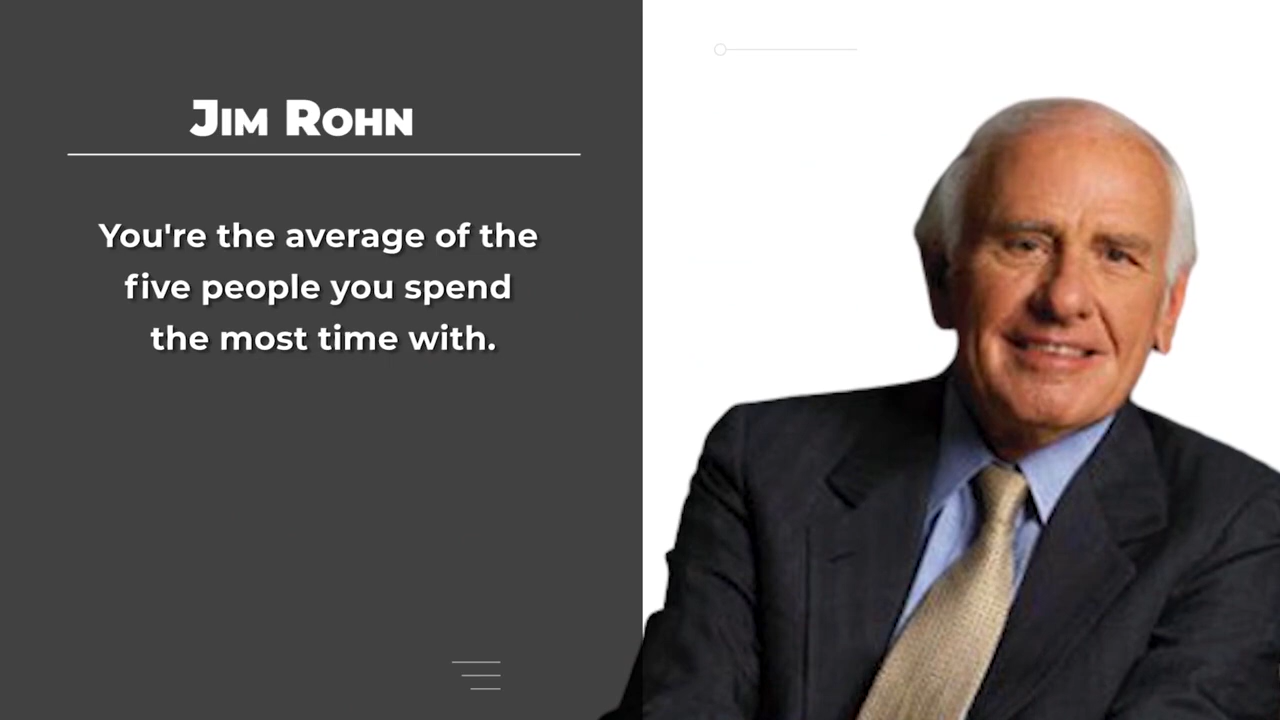 Jim Rohn
You're the average of the
five people you spend
the most time with.